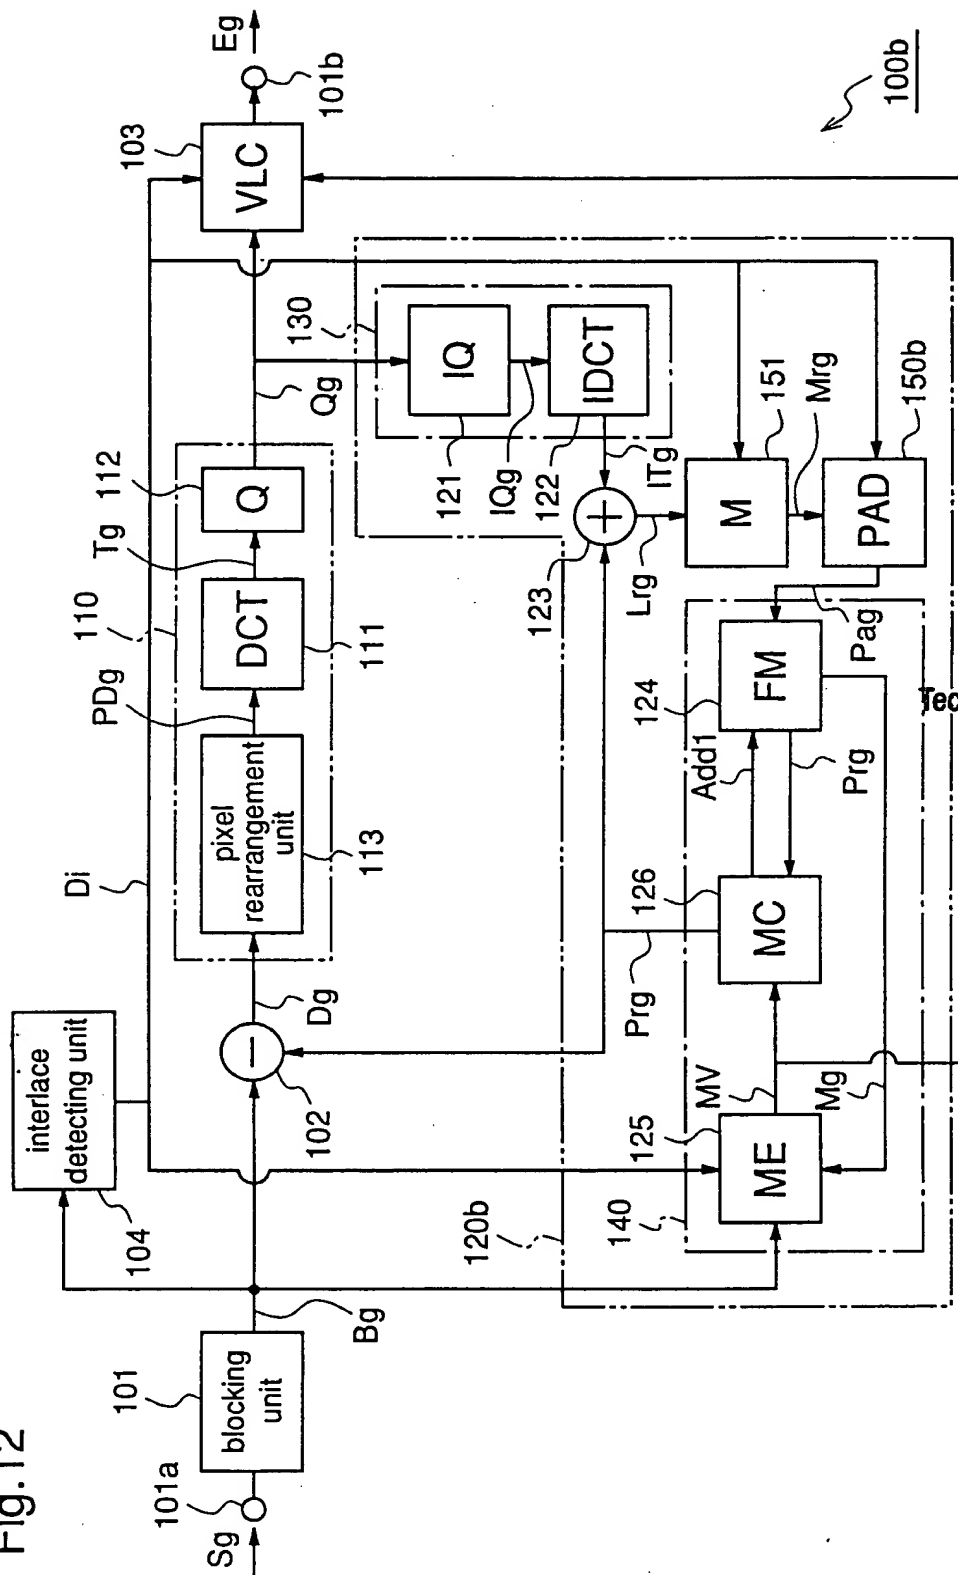 Fig.12
Sg
101a
101
blocking
unit
Bg
104
interlace
detecting unit
Di
102
Dg
110
113
pixel
rearrangement
unit
PDg
111
DCT
Tg
112
Q
Qg
103
VLC
101b
Eg
100b
130
121
IQ
IQg
122
IDCT
ITg
123
Lrg
M
151
Mrg
PAD
150b
Pag
120b
140
125
ME
MV
Mg
126
MC
Prg
Add1
Prg
124
FM
Tec